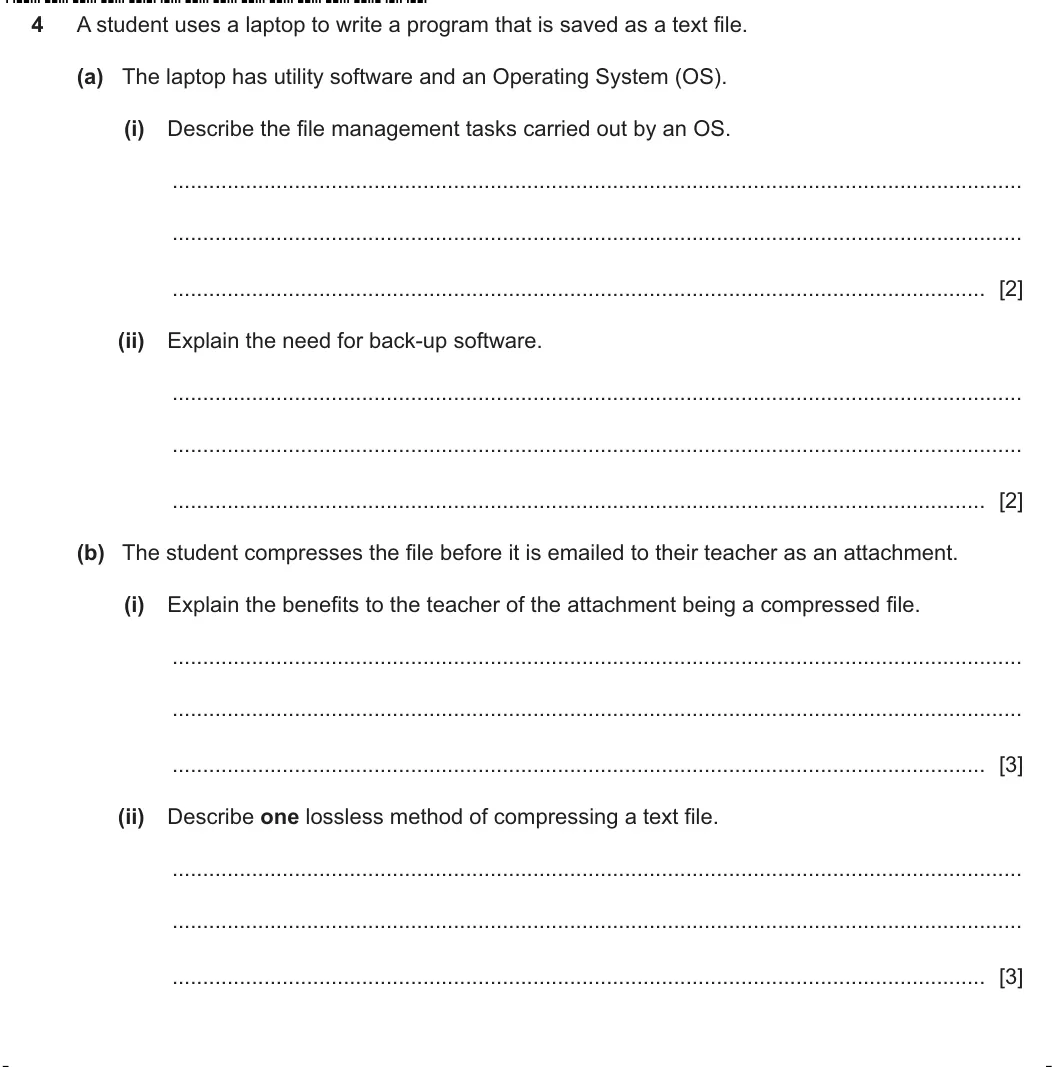 4 A student uses a laptop to write a program that is saved as a text file.
(a) The laptop has utility software and an Operating System (OS).
(i) Describe the file management tasks carried out by an OS.
...................................................................................................................................................
...................................................................................................................................................
............................................................................................................................................. [2]
(ii) Explain the need for back-up software.
...................................................................................................................................................
...................................................................................................................................................
............................................................................................................................................. [2]
(b) The student compresses the file before it is emailed to their teacher as an attachment.
(i) Explain the benefits to the teacher of the attachment being a compressed file.
...................................................................................................................................................
...................................................................................................................................................
............................................................................................................................................. [3]
(ii) Describe one lossless method of compressing a text file.
...................................................................................................................................................
...................................................................................................................................................
............................................................................................................................................. [3]